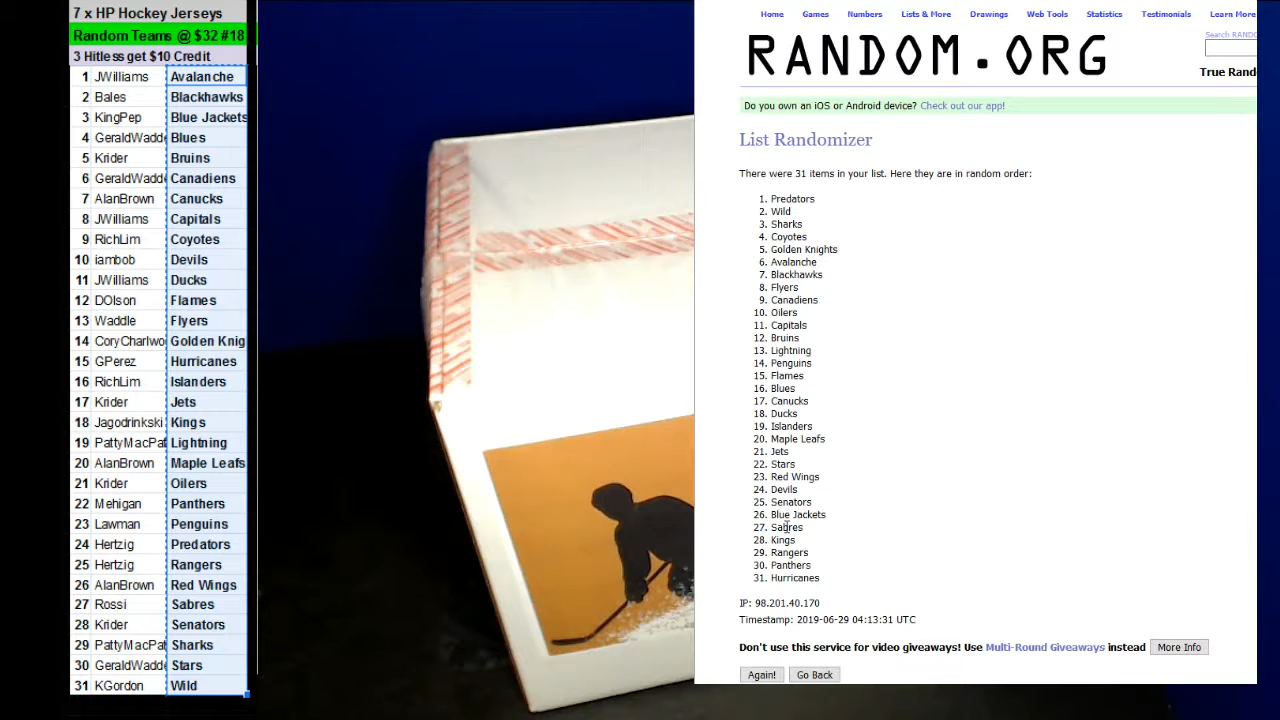 7 x HP Hockey Jerseys
Random Teams @ $32 #18
3 Hitless get $10 Credit
1 JWilliams Avalanche
2 Bales Blackhawks
3 KingPep Blue Jackets
4 GeraldWadde Blues
5 Krider Bruins
6 GeraldWadde Canadiens
7 AlanBrown Canucks
8 JWilliams Capitals
9 RichLim Coyotes
10 iambob Devils
11 JWilliams Ducks
12 DOlson Flames
13 Waddle Flyers
14 CoryCharlwo Golden Knig
15 GPerez Hurricanes
16 RichLim Islanders
17 Krider Jets
18 Jagodrinkski Kings
19 PattyMacPat Lightning
20 AlanBrown Maple Leafs
21 Krider Oilers
22 Mehigan Panthers
23 Lawman Penguins
24 Hertzig Predators
25 Hertzig Rangers
26 AlanBrown Red Wings
27 Rossi Sabres
28 Krider Senators
29 PattyMacPat Sharks
30 GeraldWadde Stars
31 KGordon Wild
Home Games Numbers Lists & More Drawings Web Tools Statistics Testimonials Learn More
RANDOM.ORG
Search RANDO
True Rand
Do you own an iOS or Android device? Check out our app!
List Randomizer
There were 31 items in your list. Here they are in random order:
1. Predators
2. Wild
3. Sharks
4. Coyotes
5. Golden Knights
6. Avalanche
7. Blackhawks
8. Flyers
9. Canadiens
10. Oilers
11. Capitals
12. Bruins
13. Lightning
14. Penguins
15. Flames
16. Blues
17. Canucks
18. Ducks
19. Islanders
20. Maple Leafs
21. Jets
22. Stars
23. Red Wings
24. Devils
25. Senators
26. Blue Jackets
27. Sabres
28. Kings
29. Rangers
30. Panthers
31. Hurricanes
IP: 98.201.40.170
Timestamp: 2019-06-29 04:13:31 UTC
Don't use this service for video giveaways! Use Multi-Round Giveaways instead More Info
Again! Go Back